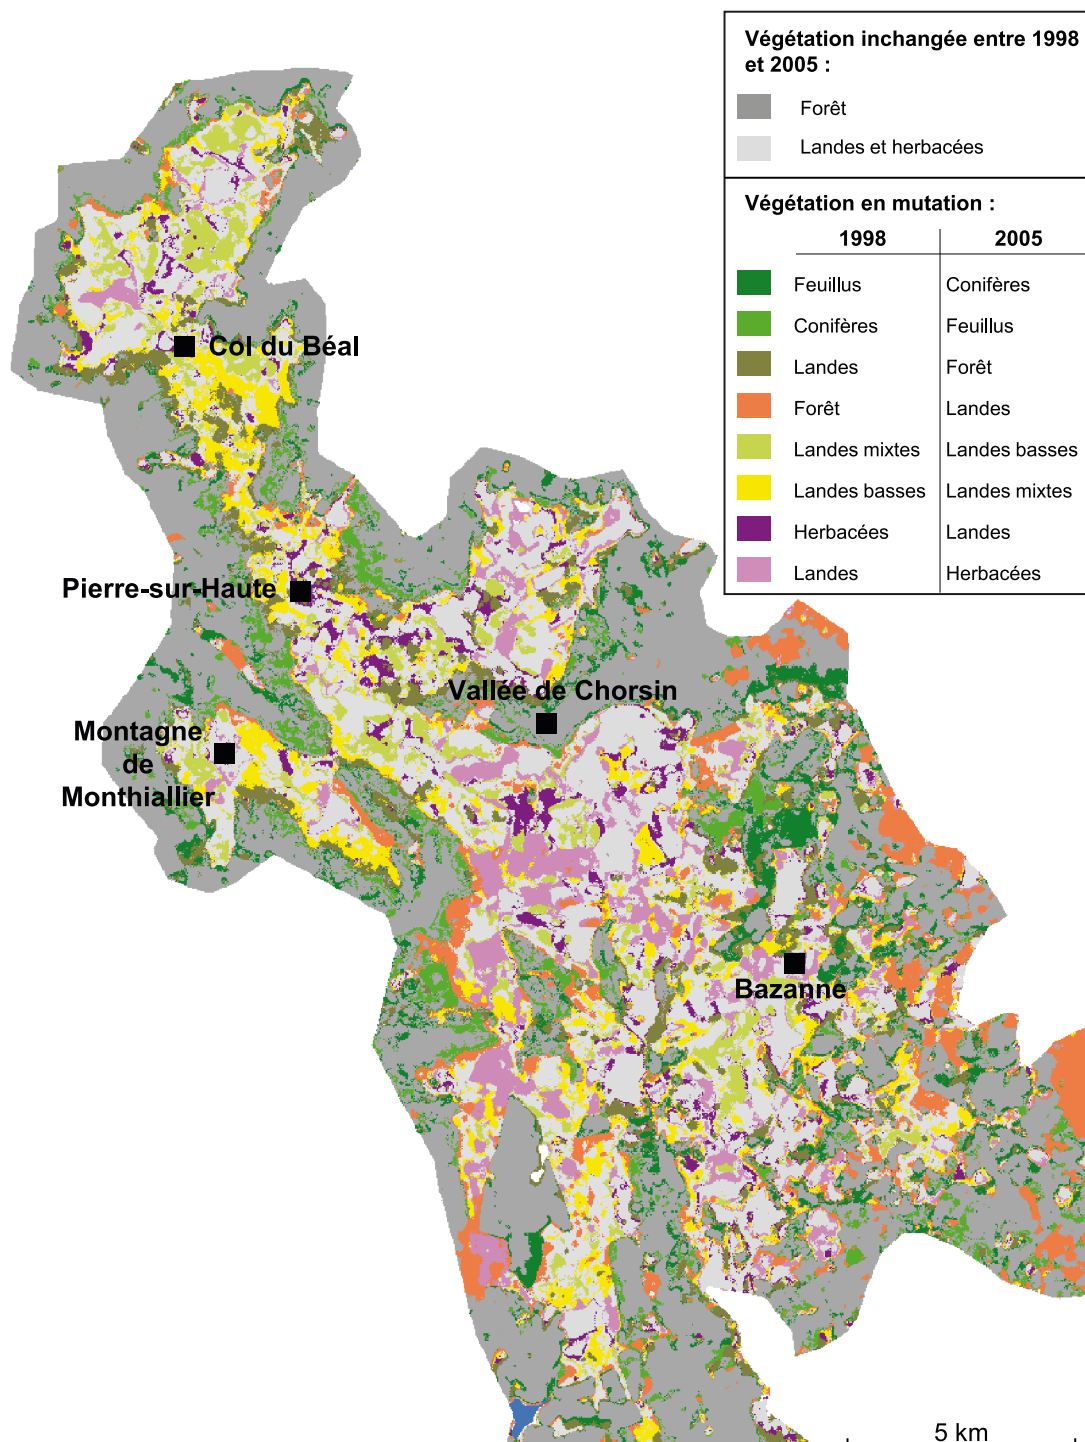 Végétation inchangée entre 1998
et 2005 :
Forêt
Landes et herbacées
Végétation en mutation :
1998 2005
Feuillus Conifères
Conifères Feuillus
Landes Forêt
Forêt Landes
Landes mixtes Landes basses
Landes basses Landes mixtes
Herbacées Landes
Landes Herbacées
Col du Béal
Pierre-sur-Haute
Vallée de Chorsin
Montagne
de
Monthiallier
Bazanne
5 km